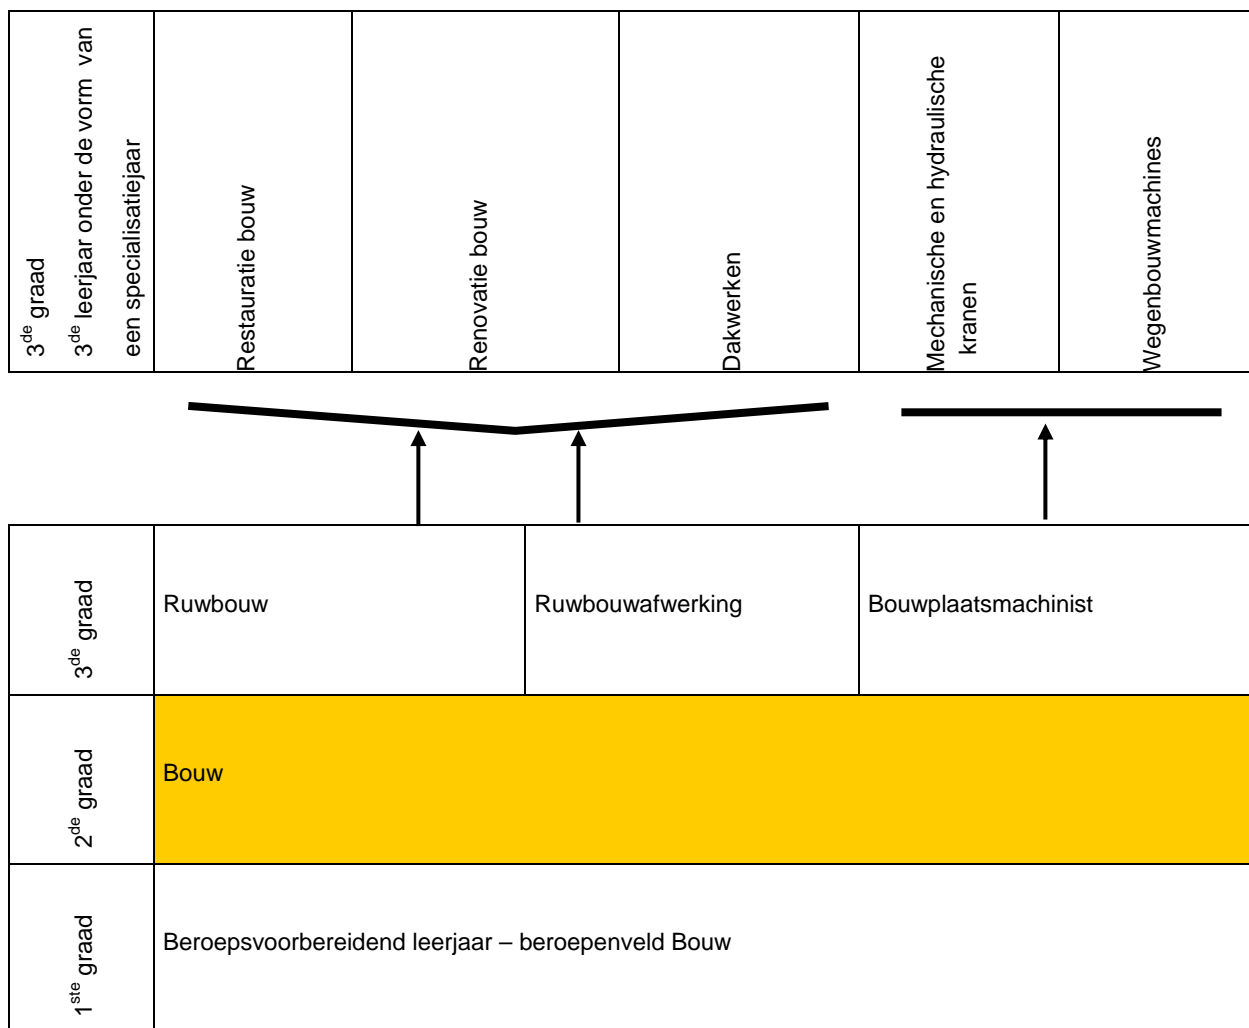 3de graad
3de leerjaar onder de vorm van
een specialisatiejaar
Restauratie bouw
Renovatie bouw
Dakwerken
Mechanische en hydraulische
kranen
Wegenbouwmachines
3de graad
Ruwbouw
Ruwbouwafwerking
Bouwplaatsmachinist
2de graad
Bouw
1ste graad
Beroepsvoorbereidend leerjaar – beroepenveld Bouw